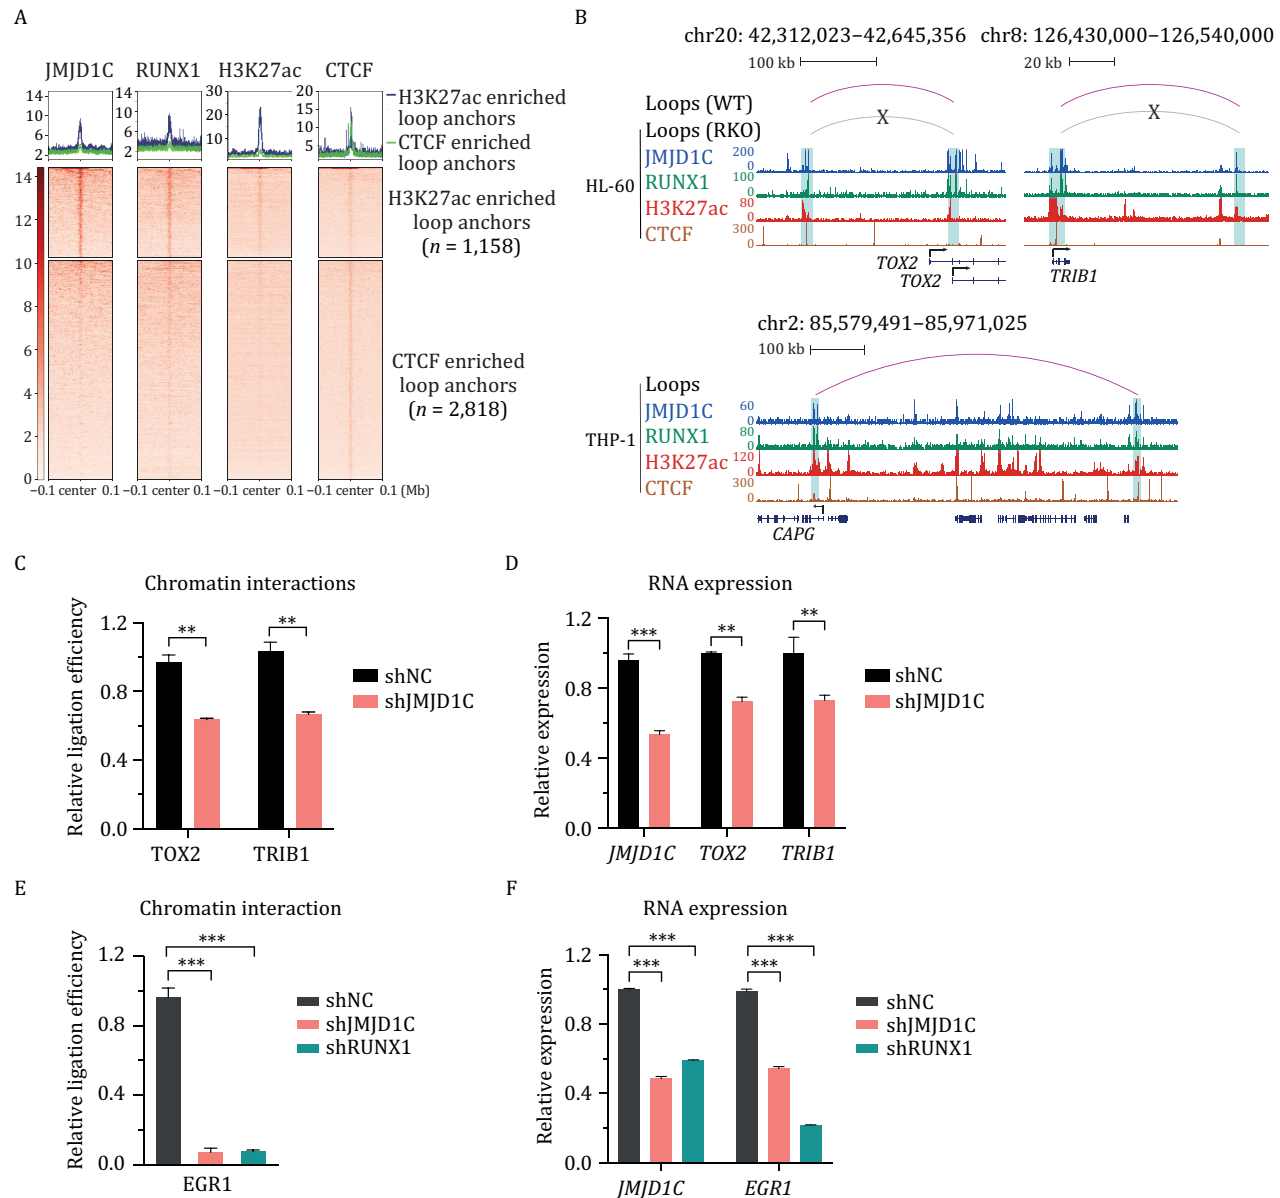 A
JMJD1C RUNX1 H3K27ac CTCF
14
10
6
2
14
10
6
2
30
20
10
20
15
10
5
H3K27ac enriched
loop anchors
CTCF enriched
loop anchors
14
12
10
8
6
4
2
0
H3K27ac enriched
loop anchors
(n = 1,158)
CTCF enriched
loop anchors
(n = 2,818)
−0.1 center 0.1
−0.1 center 0.1
−0.1 center 0.1
−0.1 center 0.1 (Mb)
B
chr20: 42,312,023−42,645,356 chr8: 126,430,000−126,540,000
100 kb 20 kb
Loops (WT)
Loops (RKO)
X X
HL-60
JMJD1C 200
0
RUNX1 100
0
H3K27ac 80
0
CTCF 300
0
TOX2
TOX2
TRIB1
chr2: 85,579,491−85,971,025
100 kb
Loops
THP-1
JMJD1C 60
0
RUNX1 80
0
H3K27ac 120
0
CTCF 300
0
CAPG
C
Chromatin interactions
Relative ligation efficiency
1.2
0.8
0.4
0.0
** **
TOX2 TRIB1
shNC
shJMJD1C
D
RNA expression
Relative expression
1.2
0.8
0.4
0.0
*** ** **
JMJD1C TOX2 TRIB1
shNC
shJMJD1C
E
Chromatin interaction
Relative ligation efficiency
1.2
0.8
0.4
0.0
***
***
EGR1
shNC
shJMJD1C
shRUNX1
F
RNA expression
Relative expression
1.2
0.8
0.4
0.0
*** ***
*** ***
JMJD1C EGR1
shNC
shJMJD1C
shRUNX1